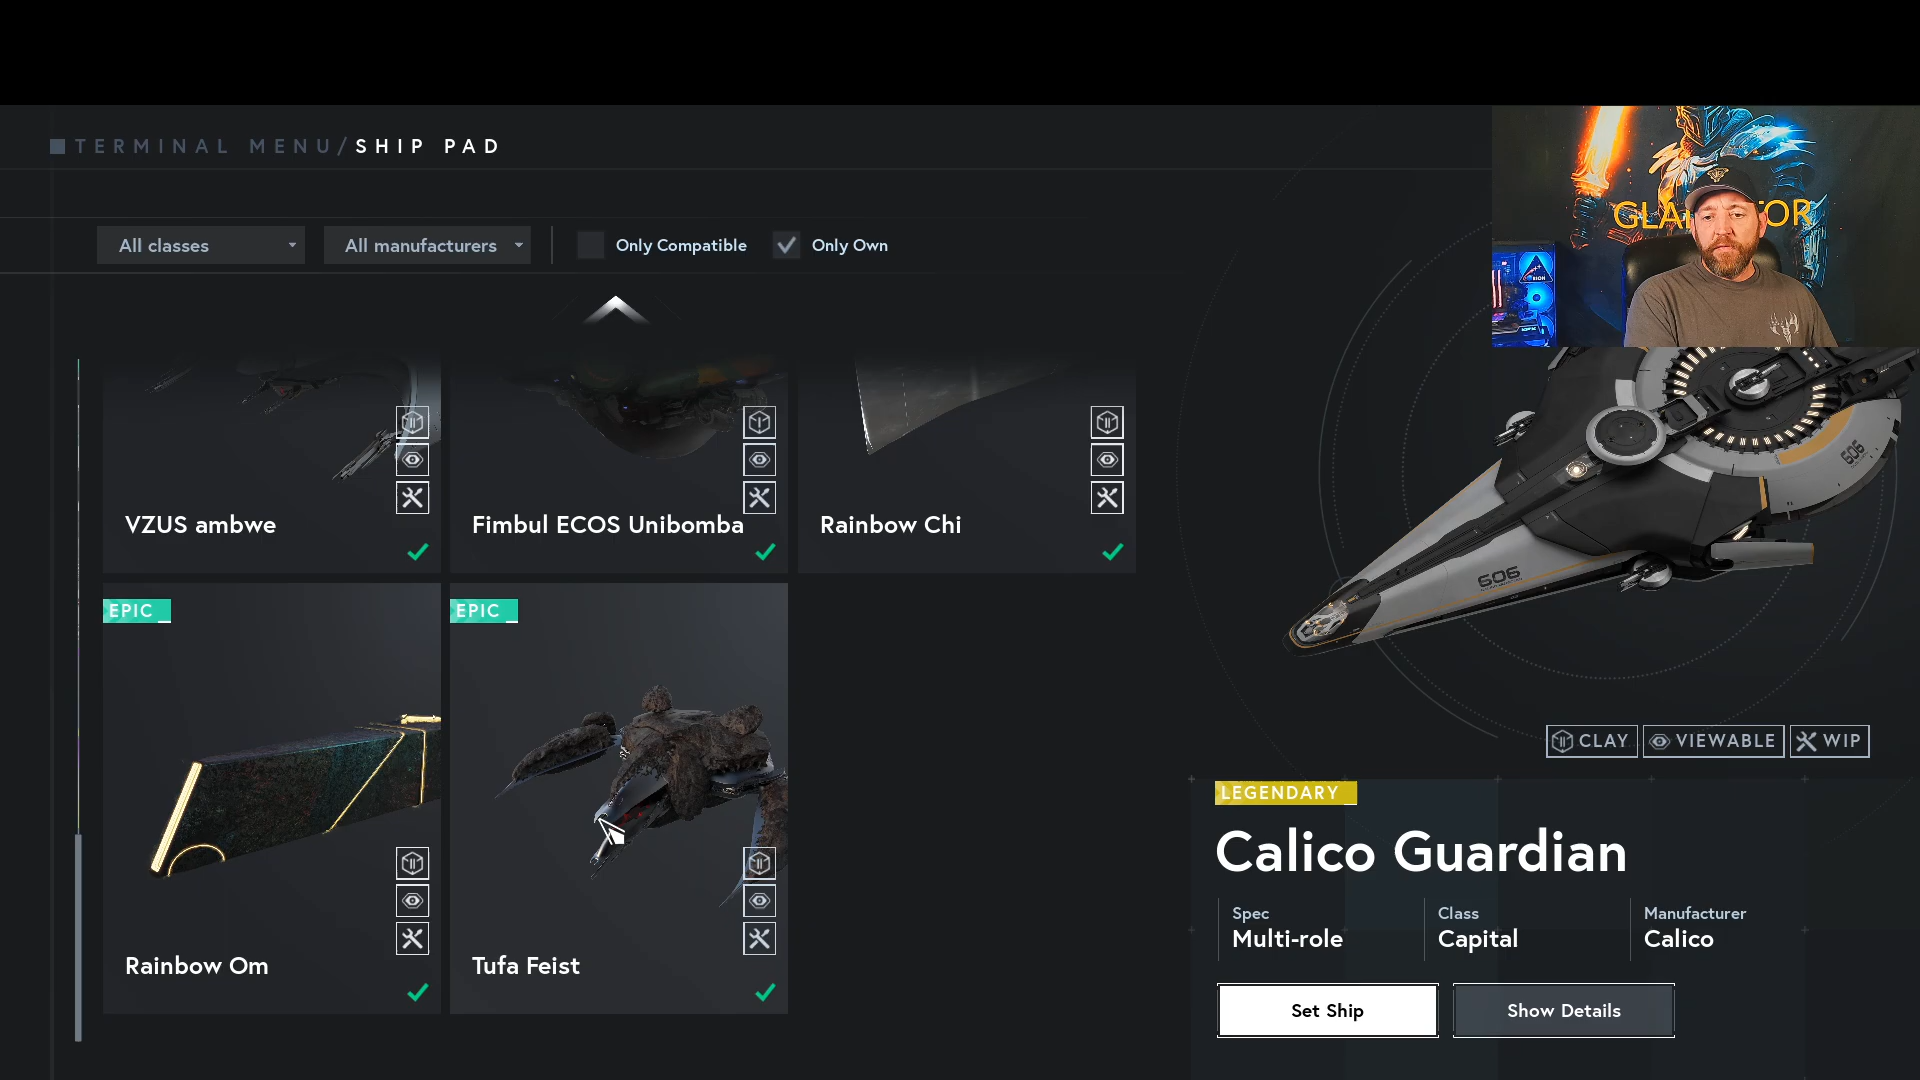 TERMINAL MENU/SHIP PAD
All classes
All manufacturers
Only Compatible
Only Own
VZUS ambwe
Fimbul ECOS Unibomba
Rainbow Chi
EPIC
EPIC
Rainbow Om
Tufa Feist
606
606
CLAY
VIEWABLE
WIP
LEGENDARY
Calico Guardian
Spec
Multi-role
Class
Capital
Manufacturer
Calico
Set Ship
Show Details